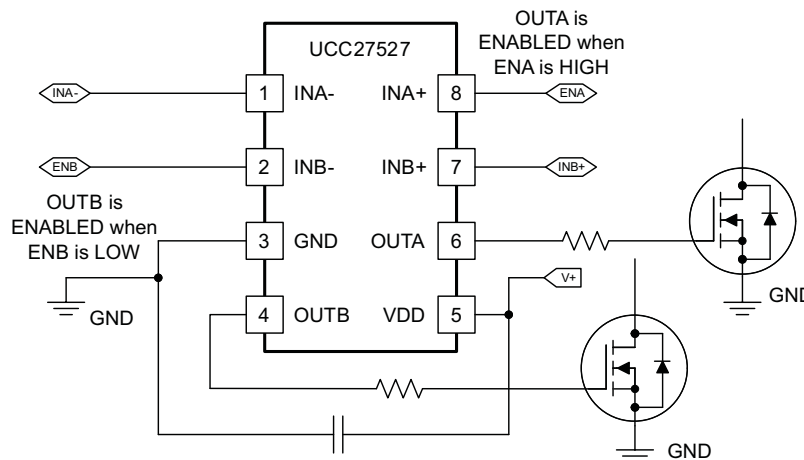 OUTA is
ENABLED when
ENA is HIGH
UCC27527
INA- 1 INA- INA+ 8 ENA
ENB 2 INB- INB+ 7 INB+
OUTB is
ENABLED when
ENB is LOW
3 GND OUTA 6
V+
GND
GND
4 OUTB VDD 5
GND